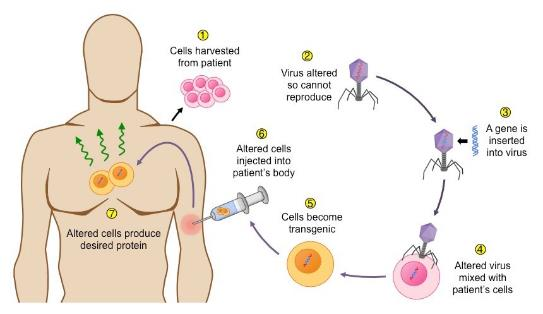 1
Cells harvested
from patient
2
Virus altered
so cannot
reproduce
3
A gene is
inserted
into virus
4
Altered virus
mixed with
patient's cells
5
Cells become
transgenic
6
Altered cells
injected into
patient's body
7
Altered cells produce
desired protein